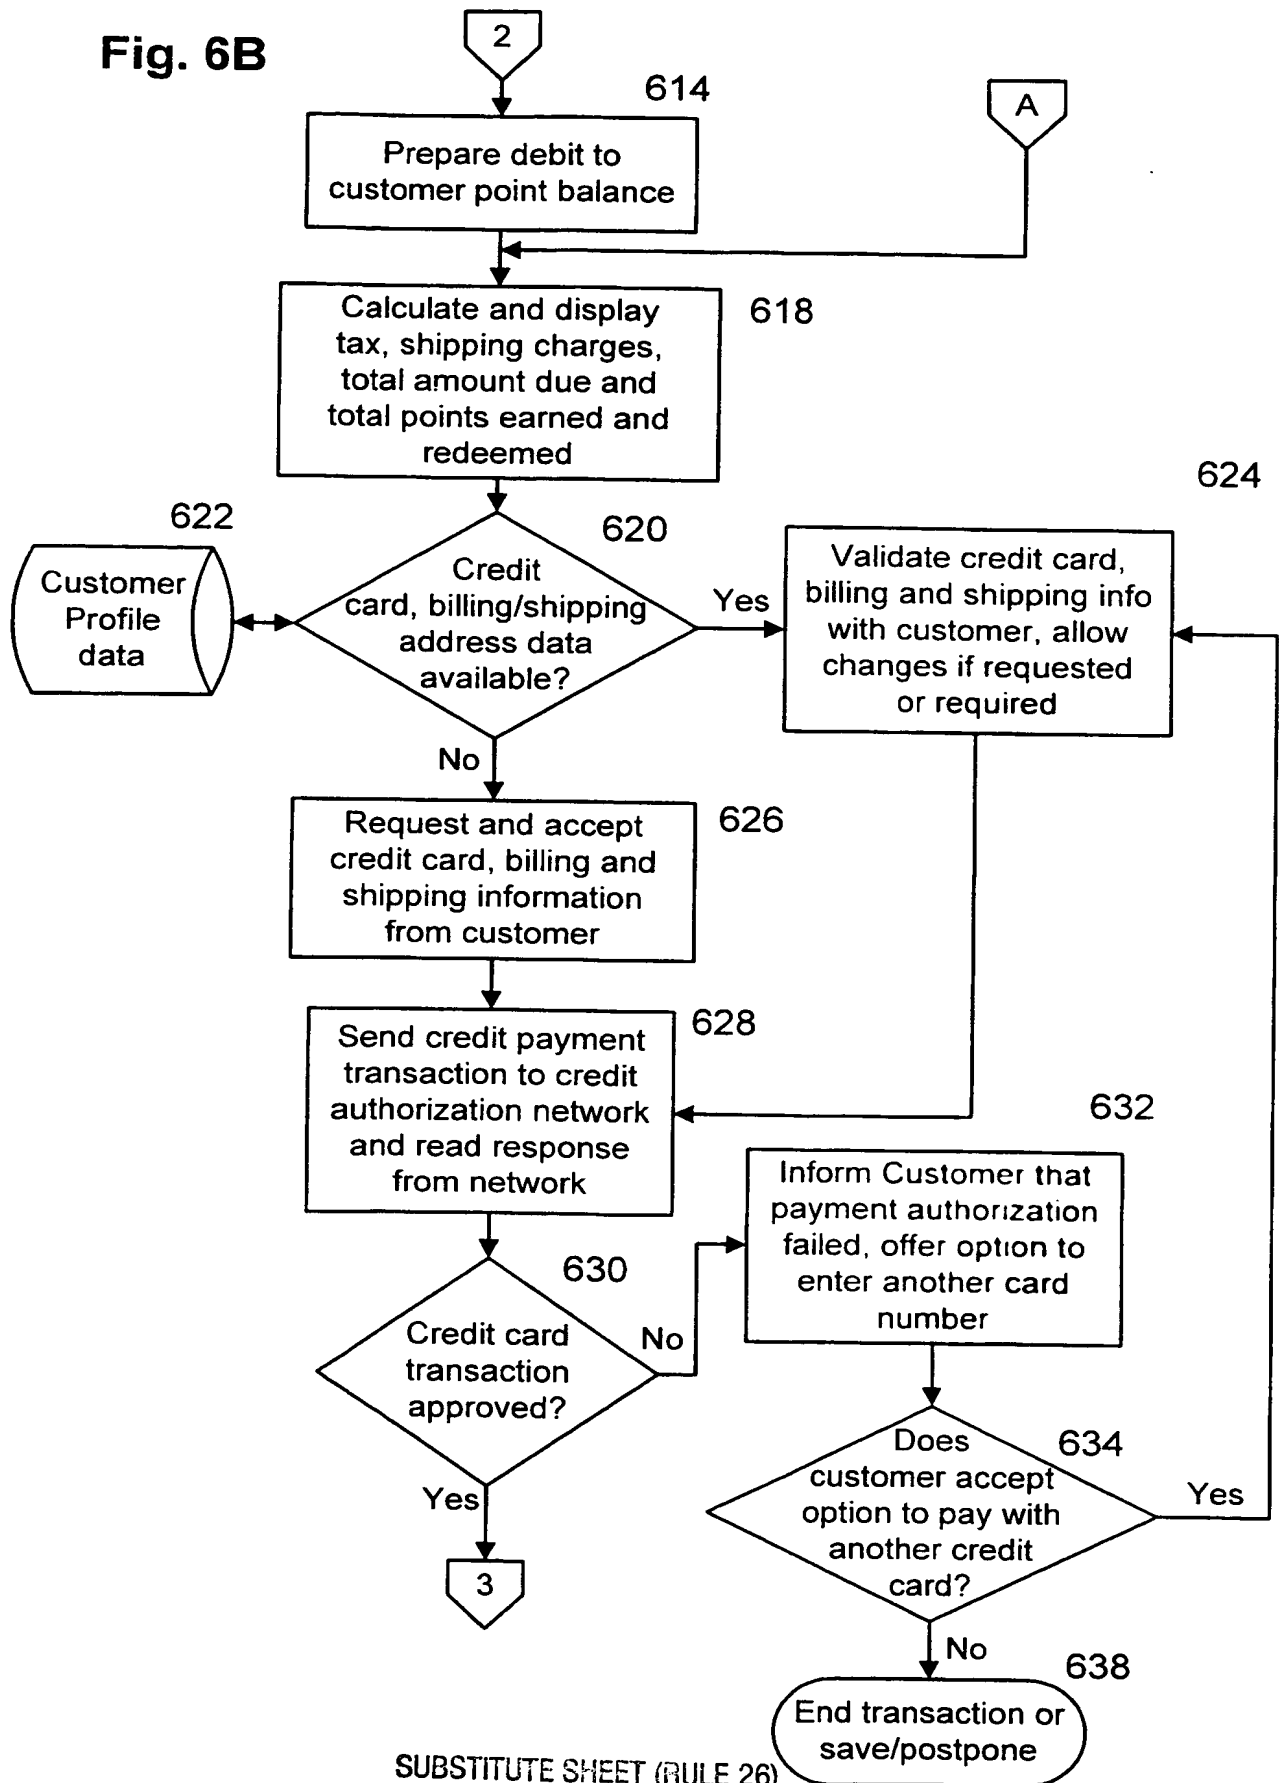 Fig. 6B
2
614
A
Prepare debit to
customer point balance
618
Calculate and display
tax, shipping charges,
total amount due and
total points earned and
redeemed
624
622
620
Customer
Profile
data
Credit
card, billing/shipping
address data
available?
Yes
Validate credit card,
billing and shipping info
with customer, allow
changes if requested
or required
No
626
Request and accept
credit card, billing and
shipping information
from customer
628
Send credit payment
transaction to credit
authorization network
and read response
from network
632
Inform Customer that
payment authorization
failed, offer option to
enter another card
number
630
Credit card
transaction
approved?
No
Yes
3
634
Does
customer accept
option to pay with
another credit
card?
Yes
No
638
End transaction or
save/postpone
SUBSTITUTE SHEET (RULE 26)